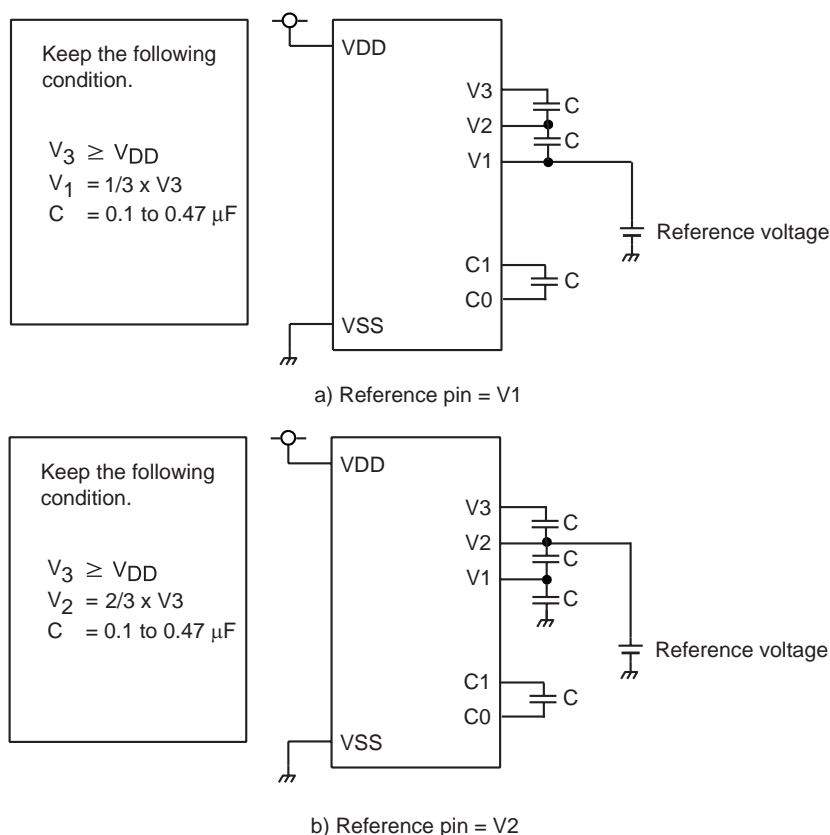 Keep the following
condition.
V3 ≥ VDD
V1 = 1/3 x V3
C = 0.1 to 0.47 μF
VDD
V3
C
V2
C
V1
Reference voltage
C1
C
C0
VSS
a) Reference pin = V1
Keep the following
condition.
V3 ≥ VDD
V2 = 2/3 x V3
C = 0.1 to 0.47 μF
VDD
V3
C
V2
C
V1
C
Reference voltage
C1
C
C0
VSS
b) Reference pin = V2